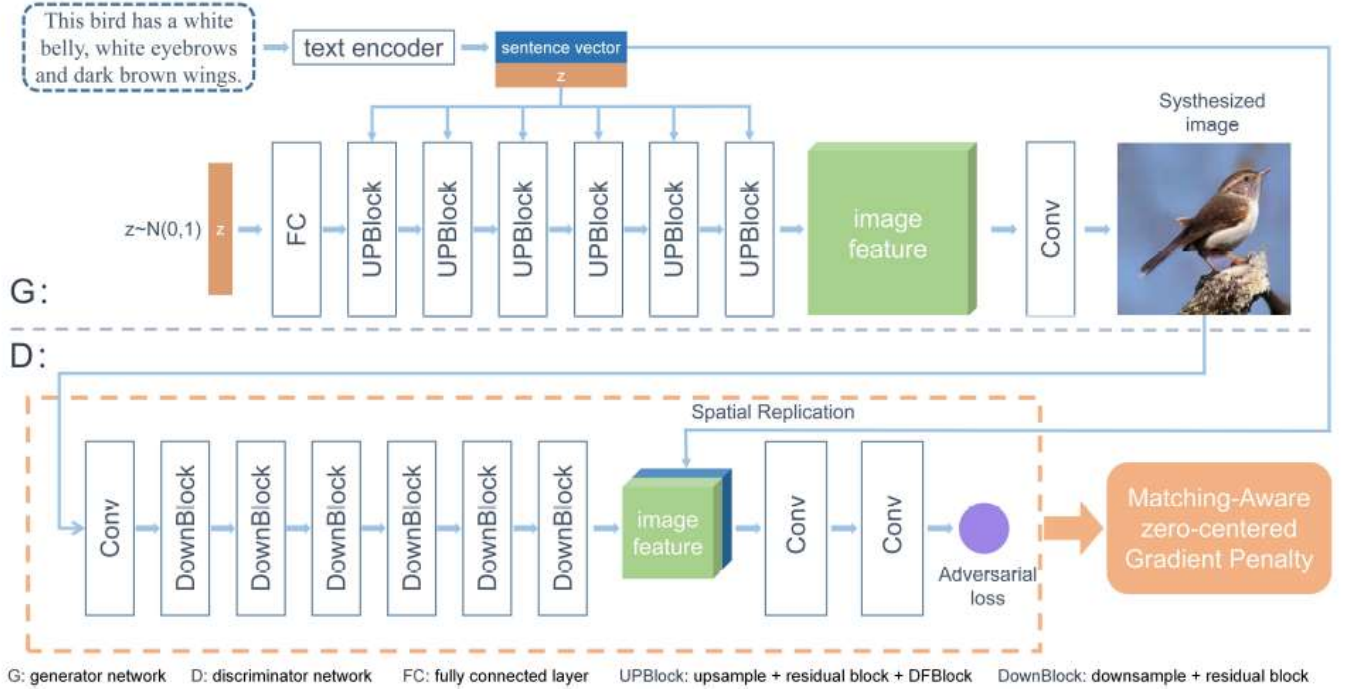 This bird has a white
belly, white eyebrows
and dark brown wings.
text encoder
sentence vector
z
Systhesized
image
z~N(0,1)
z
FC
UPBlock
UPBlock
UPBlock
UPBlock
UPBlock
UPBlock
image
feature
Conv
G:
D:
Spatial Replication
Conv
DownBlock
DownBlock
DownBlock
DownBlock
DownBlock
DownBlock
image
feature
Conv
Conv
Adversarial
loss
Matching-Aware
zero-centered
Gradient Penalty
G: generator network D: discriminator network FC: fully connected layer UPBlock: upsample + residual block + DFBlock DownBlock: downsample + residual block